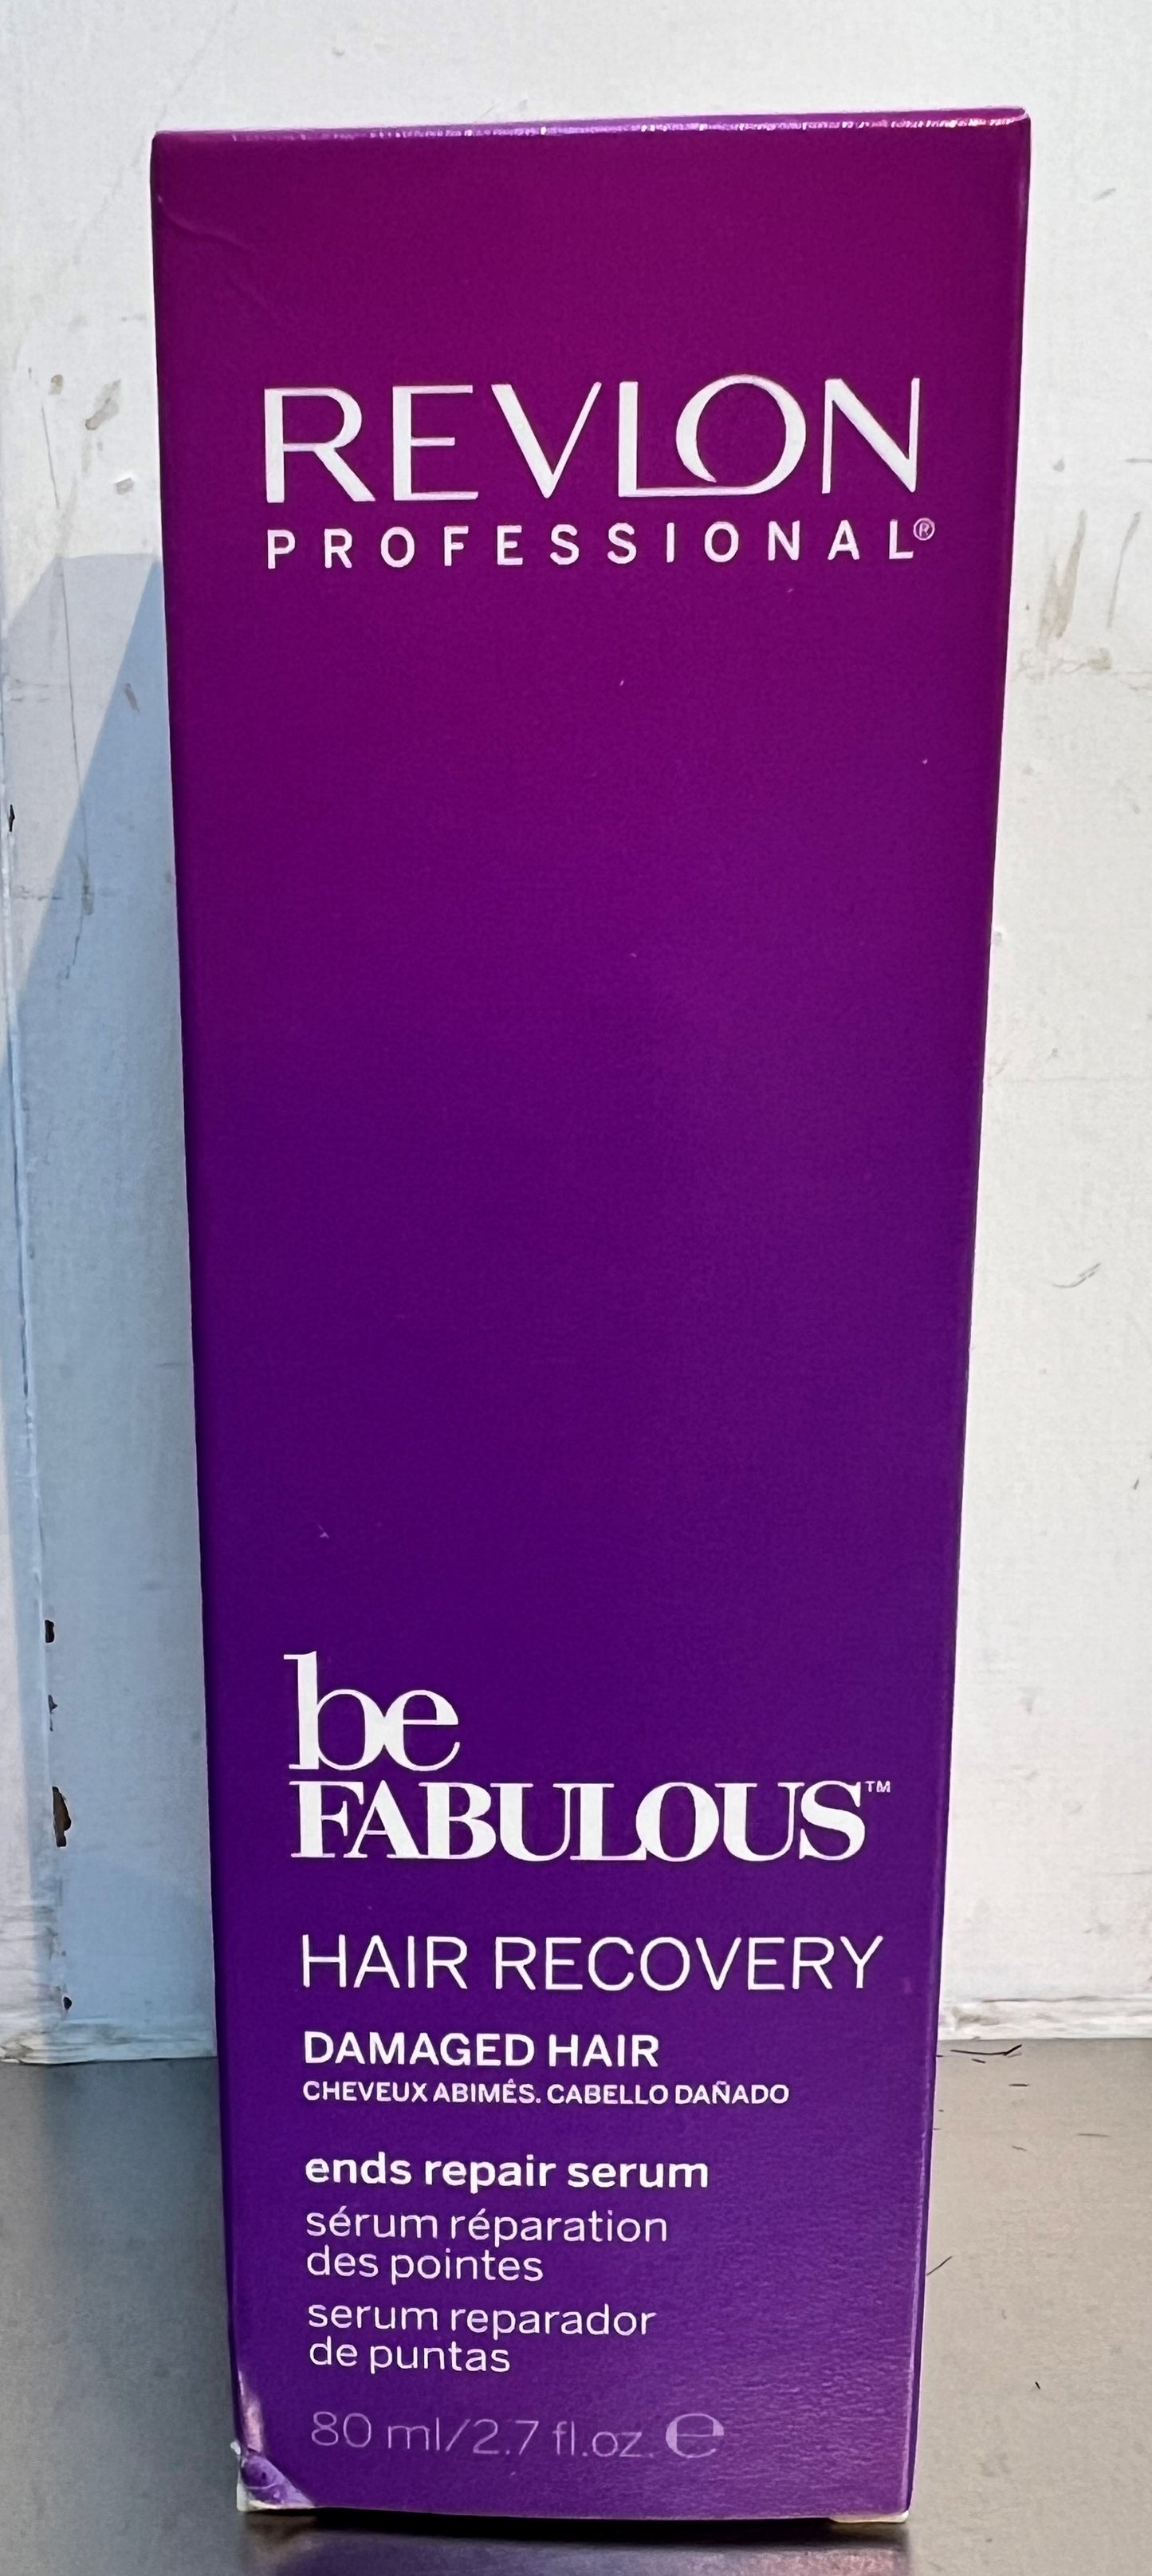 REVLON
PROFESSIONAL®
be
FABULOUS™
HAIR RECOVERY
DAMAGED HAIR
CHEVEUX ABIMÉS. CABELLO DAÑADO
ends repair serum
sérum réparation
des pointes
serum reparador
de puntas
80 ml/2.7 fl.oz. ℮